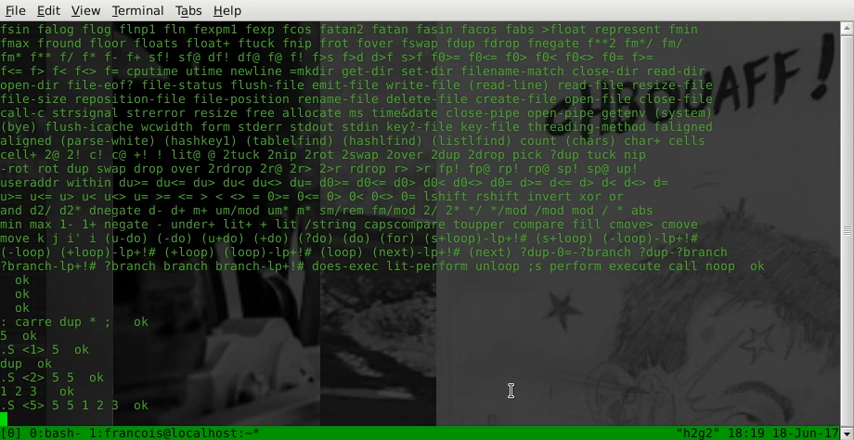 File Edit View Terminal Tabs Help
fsin falog flog flnp1 fln fexpm1 fexp fcos fatan2 fatan fasin facos fabs >float represent fmin
fmax fround floor floats float+ ftuck fnip frot fover fswap fdup fdrop fnegate f**2 fm*/ fm/
fm* f** f/ f* f- f+ sf! sf@ df! df@ f@ f! f>s f>d d>f s>f f0>= f0<= f0> f0< f0<> f0= f>=
f<= f> f< f<> f= cputime utime newline =mkdir get-dir set-dir filename-match close-dir read-dir
open-dir file-eof? file-status flush-file emit-file write-file (read-line) read-file resize-file
file-size reposition-file file-position rename-file delete-file create-file open-file close-file
call-c strsignal strerror resize free allocate ms time&date close-pipe open-pipe getenv (system)
(bye) flush-icache wcwidth form stderr stdout stdin key?-file key-file threading-method faligned
aligned (parse-white) (hashkey1) (tablelfind) (hashlfind) (listlfind) count (chars) char+ cells
cell+ 2@ 2! c! c@ +! ! lit@ @ 2tuck 2nip 2rot 2swap 2over 2dup 2drop pick ?dup tuck nip
-rot rot dup swap drop over 2rdrop 2r@ 2r> 2>r rdrop r> >r fp! fp@ rp! rp@ sp! sp@ up!
useraddr within du>= du<= du> du< du<> du= d0>= d0<= d0> d0< d0<> d0= d>= d<= d> d< d<> d=
u>= u<= u> u< u<> u= >= <= > < <> = 0>= 0<= 0> 0< 0<> 0= lshift rshift invert xor or
and d2/ d2* dnegate d- d+ m+ um/mod um* m* sm/rem fm/mod 2/ 2* */ */mod /mod mod / * abs
min max 1- 1+ negate - under+ lit+ + lit /string capscompare toupper compare fill cmove> cmove
move k j i' i (u-do) (-do) (u+do) (+do) (?do) (do) (for) (s+loop)-lp+!# (s+loop) (-loop)-lp+!#
(-loop) (+loop)-lp+!# (+loop) (loop)-lp+!# (loop) (next)-lp+!# (next) ?dup-0=-?branch ?dup-?branch
?branch-lp+!# ?branch branch branch-lp+!# does-exec lit-perform unloop ;s perform execute call noop  ok
ok
ok
ok
: carre dup * ;   ok
5  ok
.S <1> 5  ok
dup  ok
.S <2> 5 5  ok
1 2 3   ok
.S <5> 5 5 1 2 3  ok
CHROUAFF!
[0] 0:bash- 1:francois@localhost:~* "h2g2" 18:19 18-Jun-17